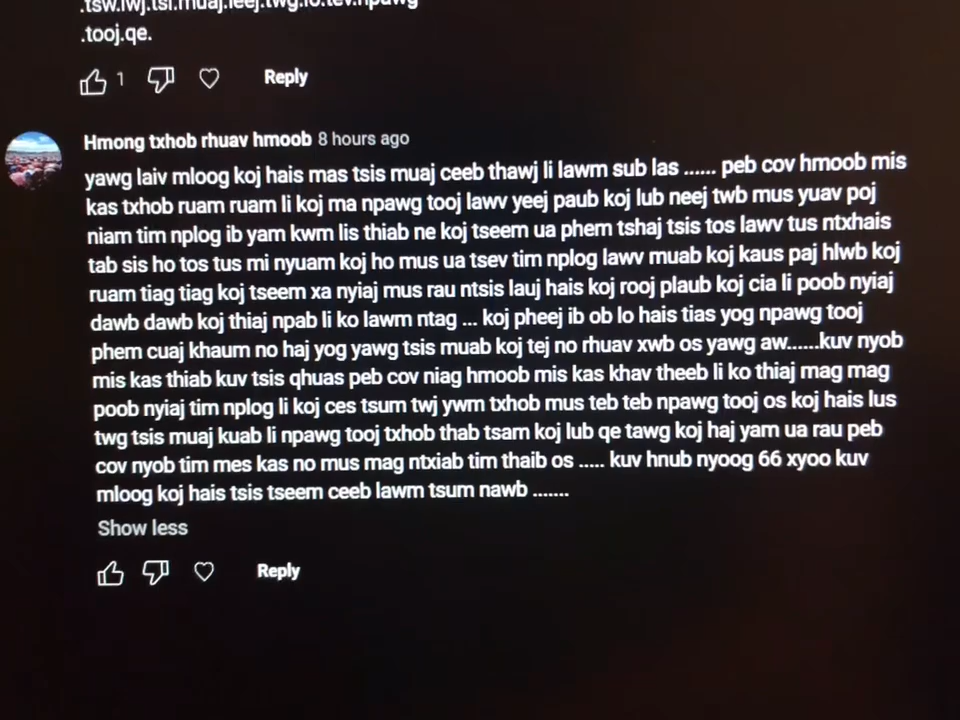 .tooj.qe.
1 Reply
Hmong txhob rhuav hmoob 8 hours ago
yawg laiv mloog koj hais mas tsis muaj ceeb thawj li lawm sub las ...... peb cov hmoob mis
kas txhob ruam ruam li koj ma npawg tooj lawv yeej paub koj lub neej twb mus yuav poj
niam tim nplog ib yam kwm lis thiab ne koj tseem ua phem tshaj tsis tos lawv tus ntxhais
tab sis ho tos tus mi nyuam koj ho mus ua tsev tim nplog lawv muab koj kaus paj hlwb koj
ruam tiag tiag koj tseem xa nyiaj mus rau ntsis lauj hais koj rooj plaub koj cia li poob nyiaj
dawb dawb koj thiaj npab li ko lawm ntag ... koj pheej ib ob lo hais tias yog npawg tooj
phem cuaj khaum no haj yog yawg tsis muab koj tej no rhuav xwb os yawg aw......kuv nyob
mis kas thiab kuv tsis qhuas peb cov niag hmoob mis kas khav theeb li ko thiaj mag mag
poob nyiaj tim nplog li koj ces tsum twj ywm txhob mus teb teb npawg tooj os koj hais lus
twg tsis muaj kuab li npawg tooj txhob thab tsam koj lub qe tawg koj haj yam ua rau peb
cov nyob tim mes kas no mus mag ntxiab tim thaib os ..... kuv hnub nyoog 66 xyoo kuv
mloog koj hais tsis tseem ceeb lawm tsum nawb .......
Show less
Reply